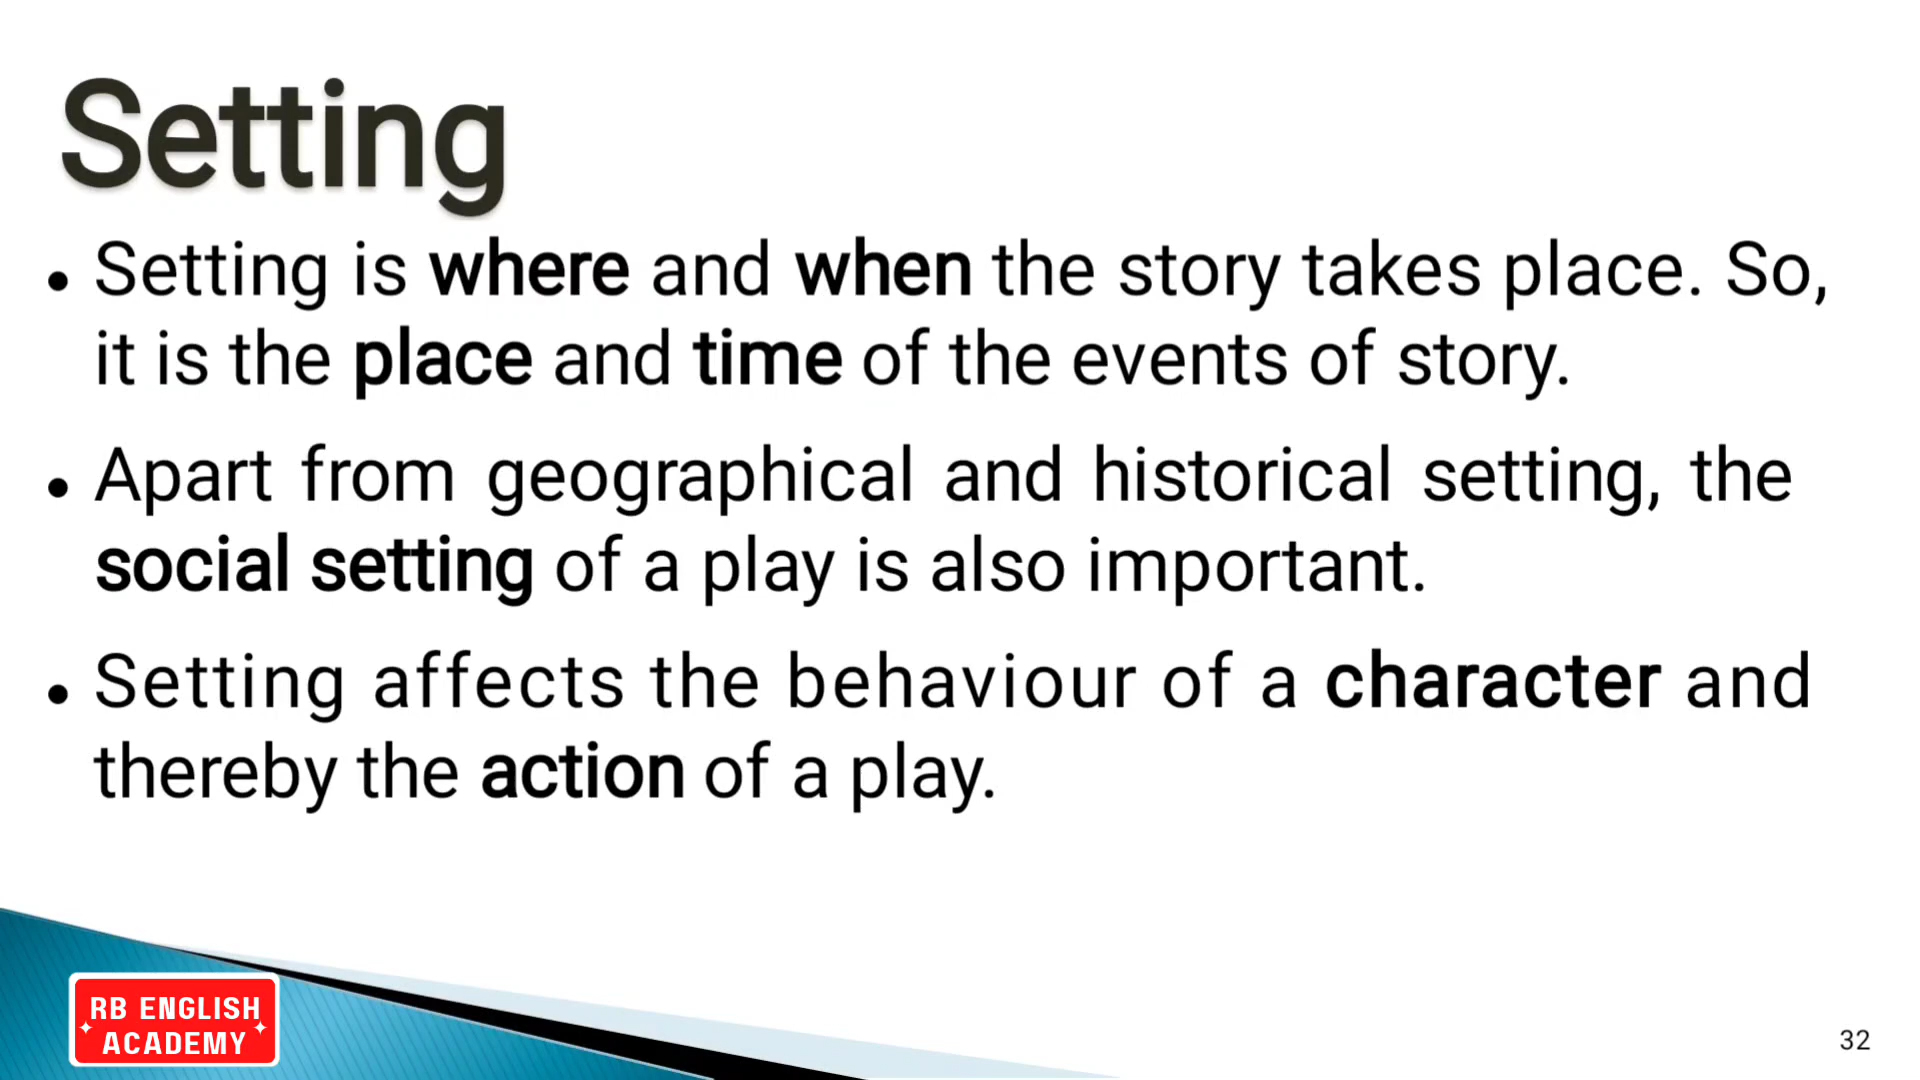 Setting
• Setting is where and when the story takes place. So,
it is the place and time of the events of story.
• Apart from geographical and historical setting, the
social setting of a play is also important.
• Setting affects the behaviour of a character and
thereby the action of a play.
RB ENGLISH
ACADEMY
32